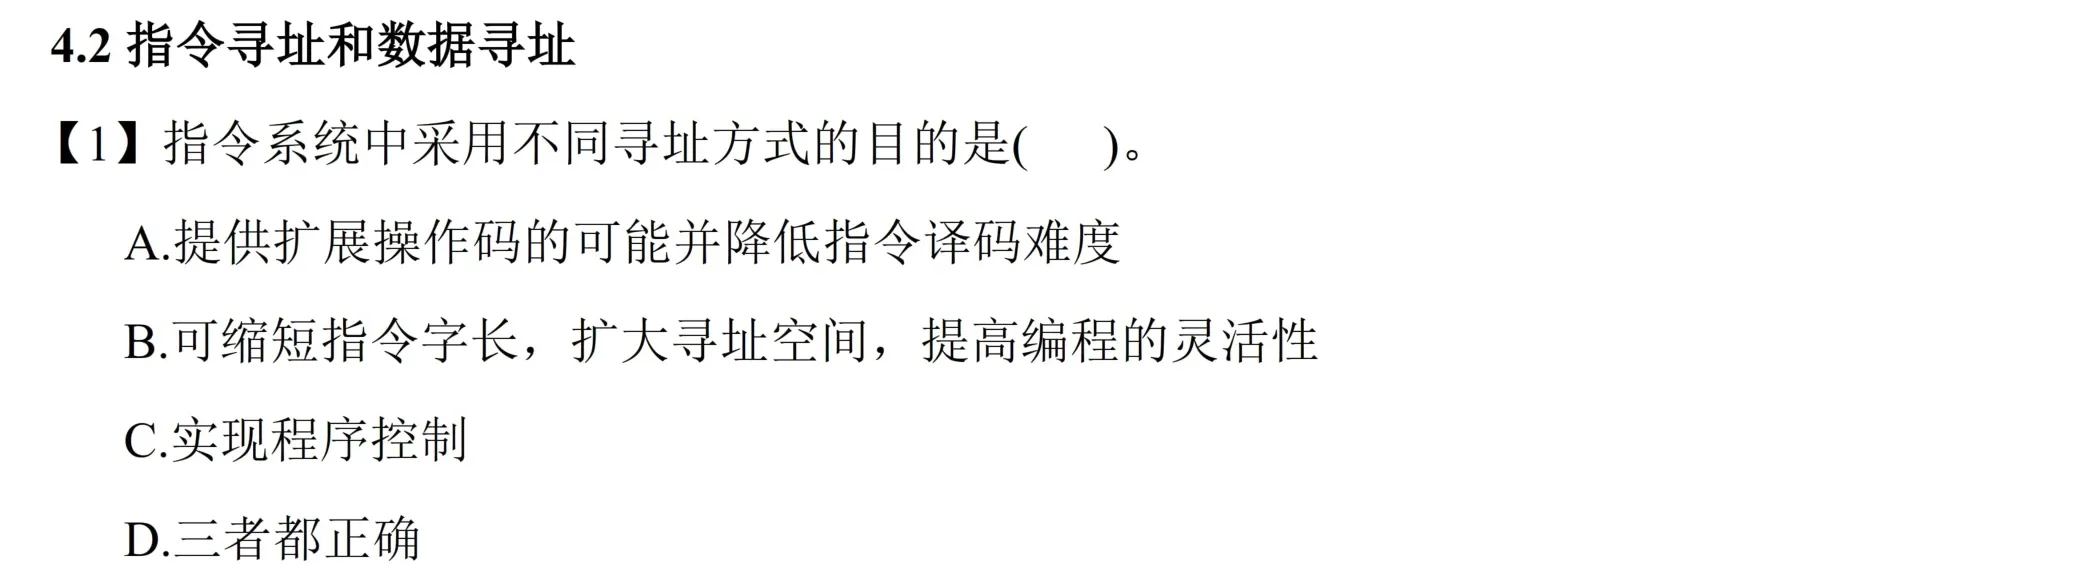 4.2 指令寻址和数据寻址
【1】指令系统中采用不同寻址方式的目的是(    )。
A.提供扩展操作码的可能并降低指令译码难度
B.可缩短指令字长，扩大寻址空间，提高编程的灵活性
C.实现程序控制
D.三者都正确